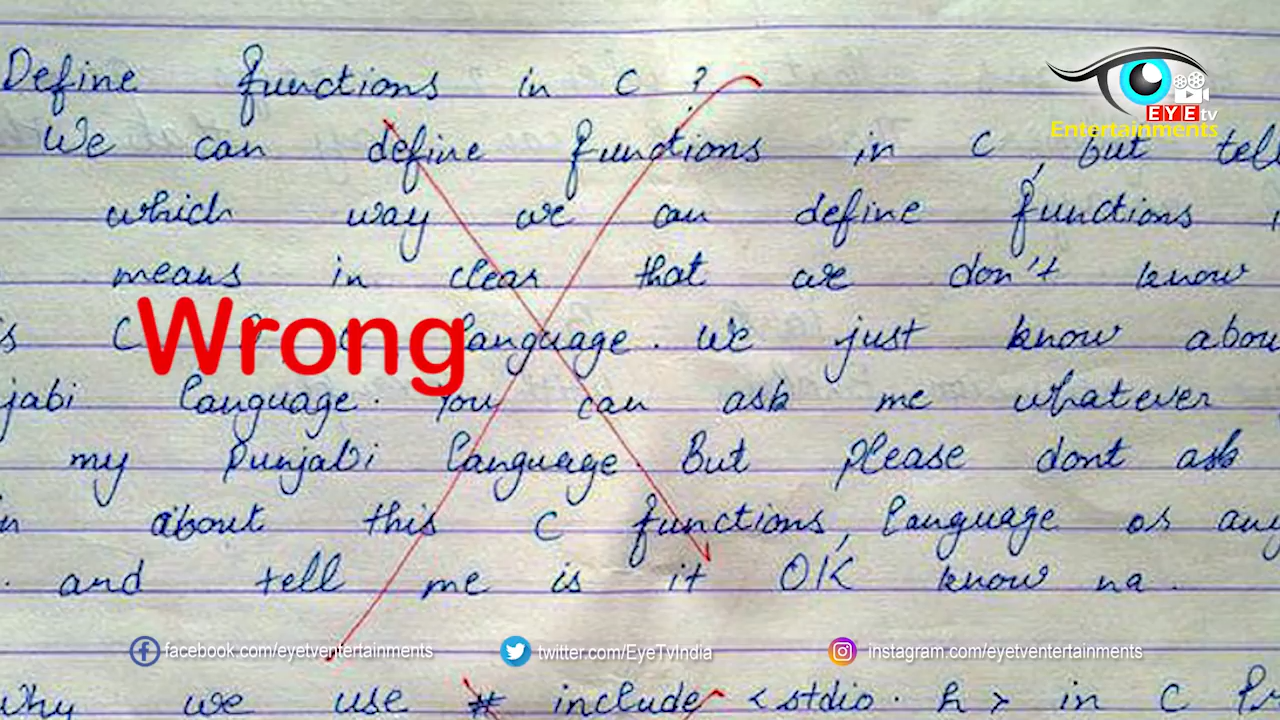 Define functions in C ?
We can define functions in C, but tell
which way we can define functions
means in clear that we don't know
C language. We just know
language. You can ask me whatever
my Punjabi language. But please dont ask
about this C functions, language or
. and tell me is it OK know na.
why we use # include <stdio.h> in C
Wrong
EYE tv
Entertainments
facebook.com/eyetventertainments
twitter.com/EyeTvIndia
instagram.com/eyetventertainments